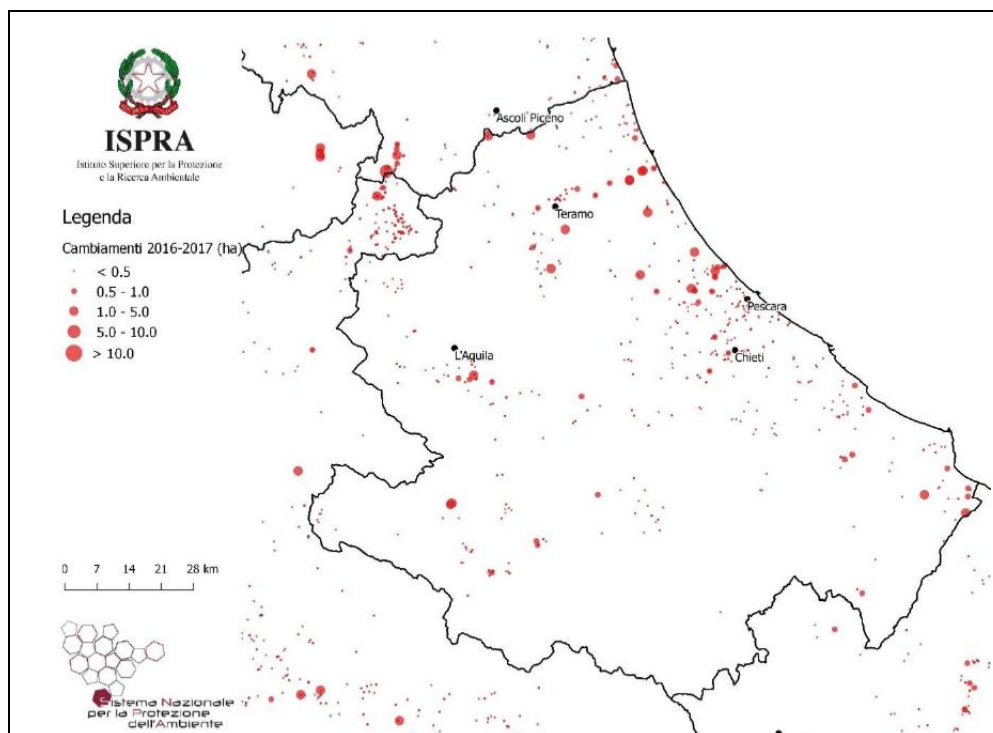 ISPRA
Istituto Superiore per la Protezione
e la Ricerca Ambientale
Legenda
Cambiamenti 2016-2017 (ha)
< 0.5
0.5 - 1.0
1.0 - 5.0
5.0 - 10.0
> 10.0
Ascoli Piceno
Teramo
Pescara
L'Aquila
Chieti
0 7 14 21 28 km
Sistema Nazionale
per la Protezione
dell'Ambiente